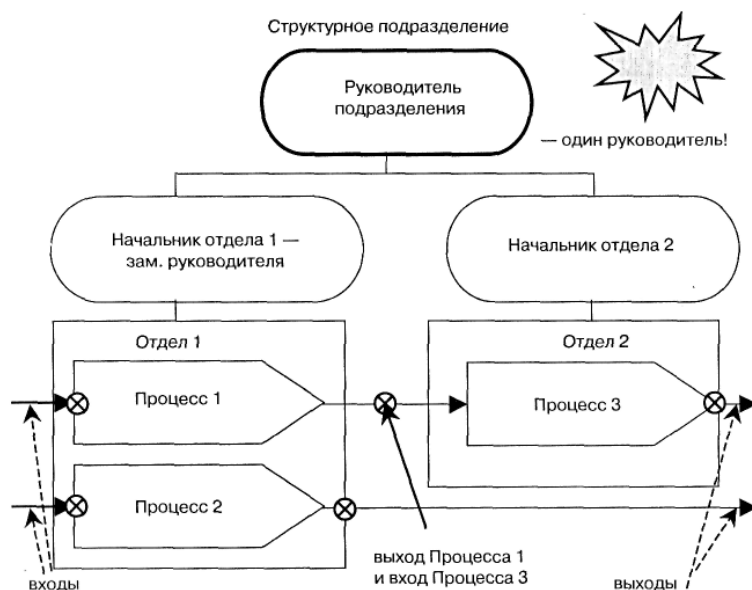 Структурное подразделение
Руководитель
подразделения
— один руководитель!
Начальник отдела 1 —
зам. руководителя
Начальник отдела 2
Отдел 1
Отдел 2
Процесс 1
Процесс 3
Процесс 2
выход Процесса 1
и вход Процесса 3
входы
выходы